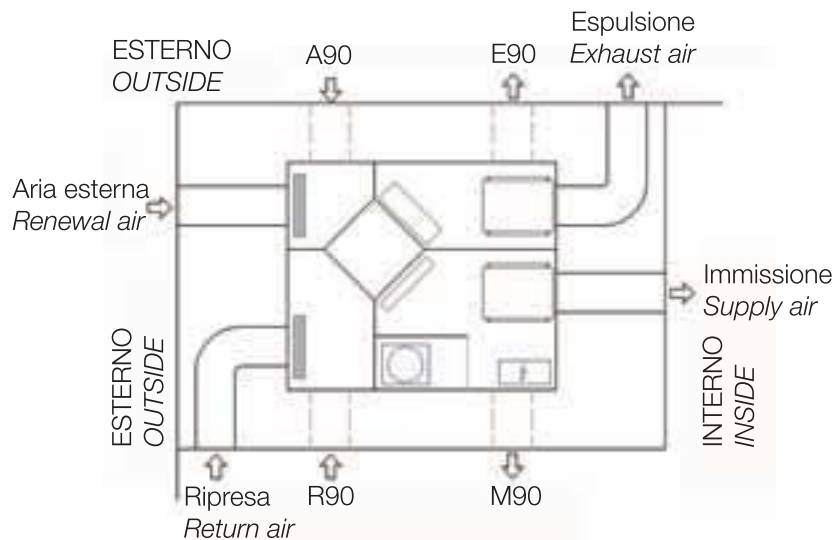 ESTERNO
OUTSIDE
A90
E90
Espulsione
Exhaust air
Aria esterna
Renewal air
Immissione
Supply air
ESTERNO
OUTSIDE
INTERNO
INSIDE
Ripresa
Return air
R90
M90